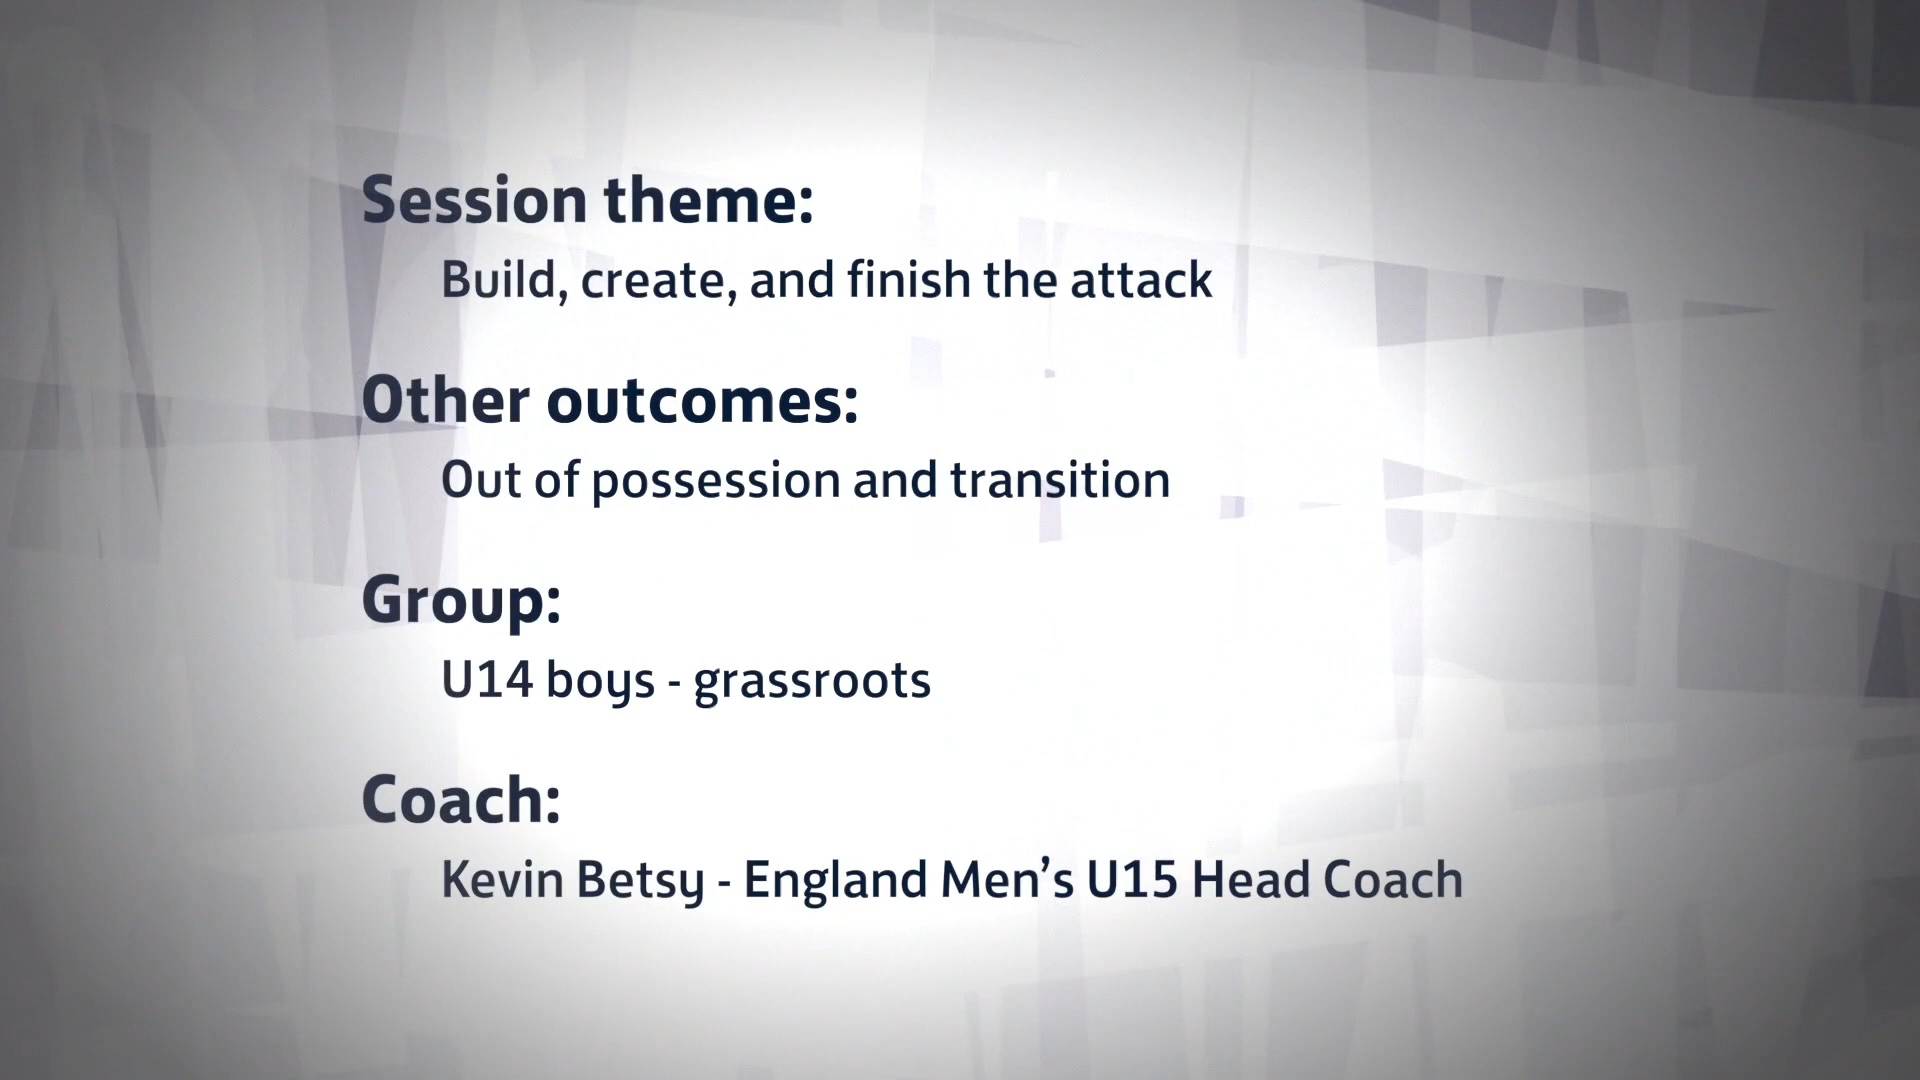 Session theme:
Build, create, and finish the attack
Other outcomes:
Out of possession and transition
Group:
U14 boys - grassroots
Coach:
Kevin Betsy - England Men’s U15 Head Coach